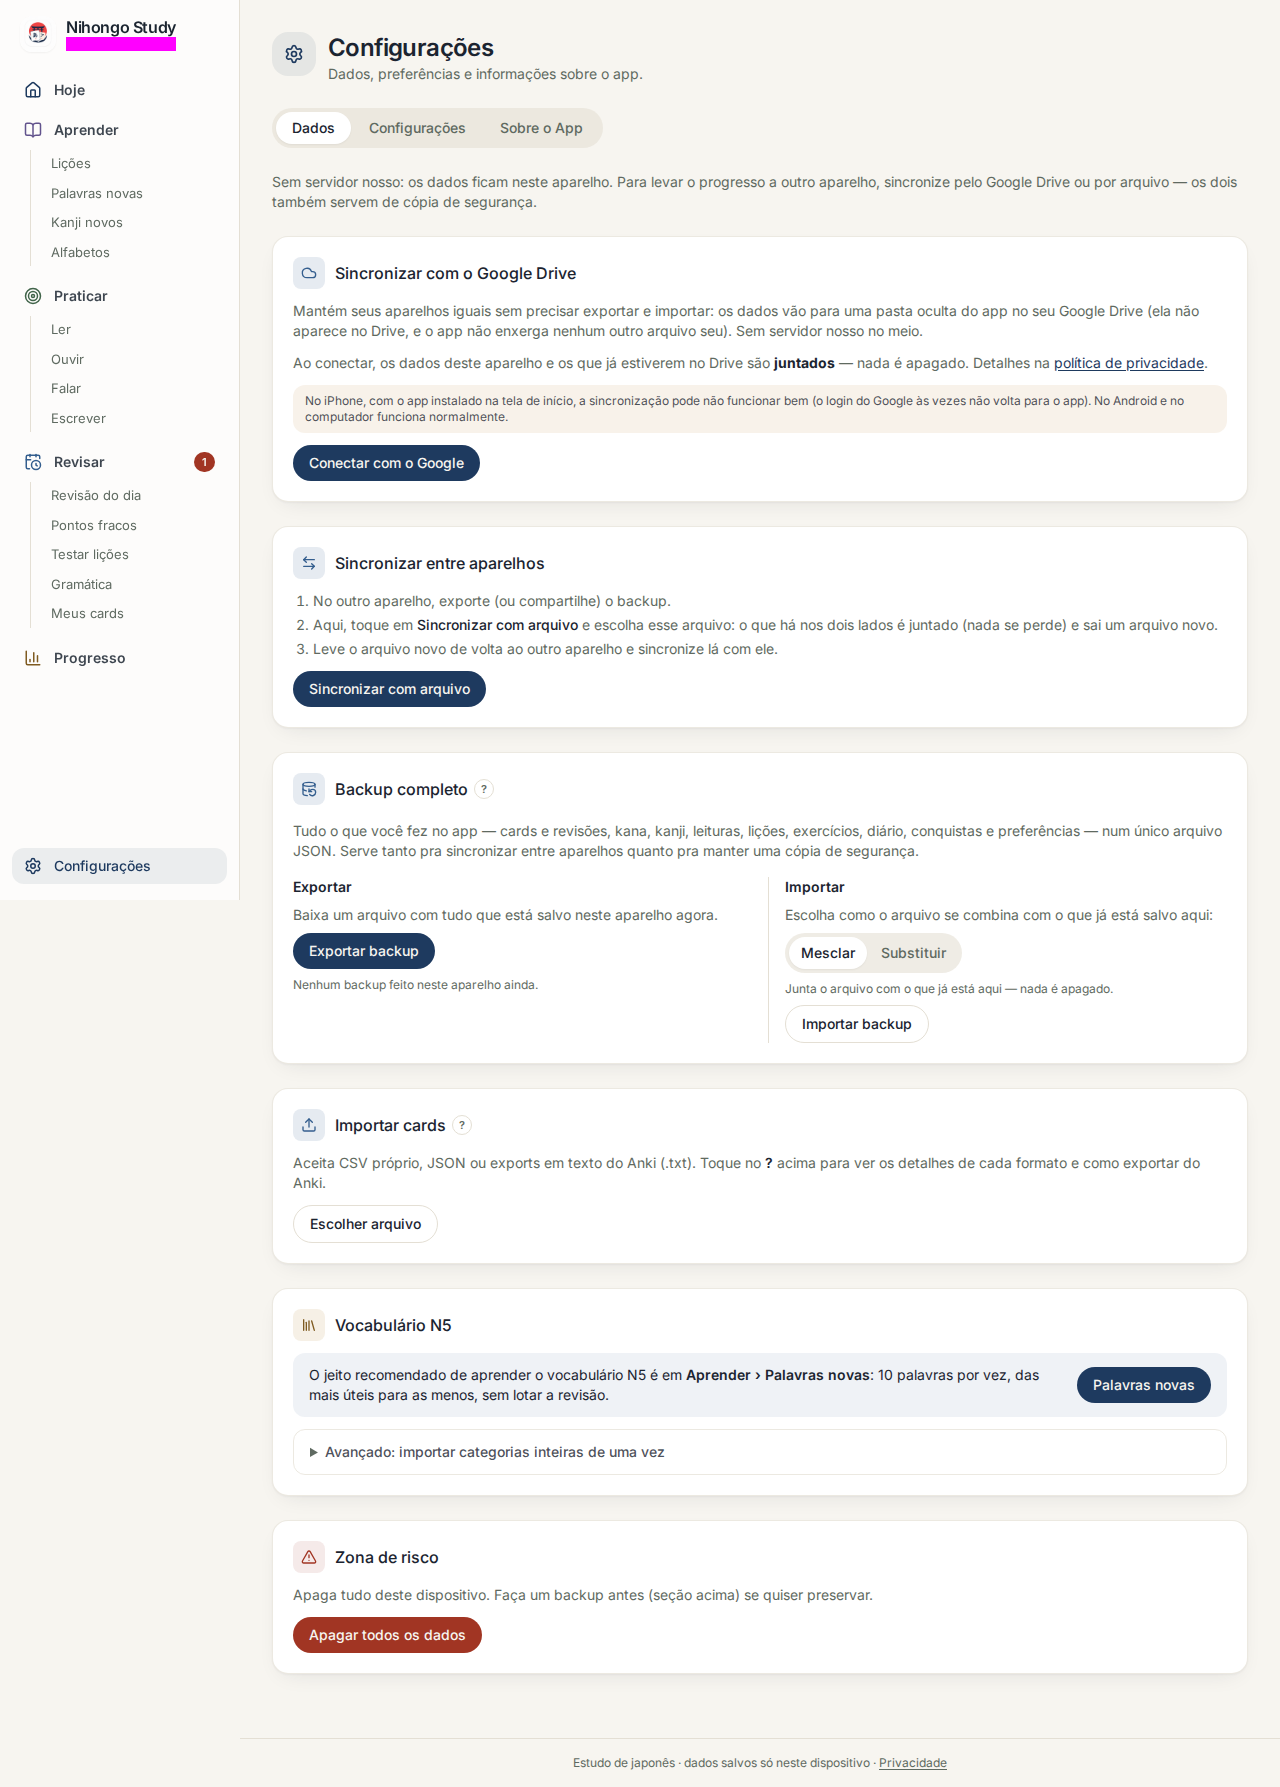 Nihongo Study
Hoje
Aprender
Lições
Palavras novas
Kanji novos
Alfabetos
Praticar
Ler
Ouvir
Falar
Escrever
Revisar 1
Revisão do dia
Pontos fracos
Testar lições
Gramática
Meus cards
Progresso
Configurações
Configurações
Dados, preferências e informações sobre o app.
Dados Configurações Sobre o App
Sem servidor nosso: os dados ficam neste aparelho. Para levar o progresso a outro aparelho, sincronize pelo Google Drive ou por arquivo — os dois
também servem de cópia de segurança.
Sincronizar com o Google Drive
Mantém seus aparelhos iguais sem precisar exportar e importar: os dados vão para uma pasta oculta do app no seu Google Drive (ela não
aparece no Drive, e o app não enxerga nenhum outro arquivo seu). Sem servidor nosso no meio.
Ao conectar, os dados deste aparelho e os que já estiverem no Drive são juntados — nada é apagado. Detalhes na política de privacidade.
No iPhone, com o app instalado na tela de início, a sincronização pode não funcionar bem (o login do Google às vezes não volta para o app). No Android e no
computador funciona normalmente.
Conectar com o Google
Sincronizar entre aparelhos
1. No outro aparelho, exporte (ou compartilhe) o backup.
2. Aqui, toque em Sincronizar com arquivo e escolha esse arquivo: o que há nos dois lados é juntado (nada se perde) e sai um arquivo novo.
3. Leve o arquivo novo de volta ao outro aparelho e sincronize lá com ele.
Sincronizar com arquivo
Backup completo ?
Tudo o que você fez no app — cards e revisões, kana, kanji, leituras, lições, exercícios, diário, conquistas e preferências — num único arquivo
JSON. Serve tanto pra sincronizar entre aparelhos quanto pra manter uma cópia de segurança.
Exportar
Baixa um arquivo com tudo que está salvo neste aparelho agora.
Exportar backup
Nenhum backup feito neste aparelho ainda.
Importar
Escolha como o arquivo se combina com o que já está salvo aqui:
Mesclar Substituir
Junta o arquivo com o que já está aqui — nada é apagado.
Importar backup
Importar cards ?
Aceita CSV próprio, JSON ou exports em texto do Anki (.txt). Toque no ? acima para ver os detalhes de cada formato e como exportar do
Anki.
Escolher arquivo
Vocabulário N5
O jeito recomendado de aprender o vocabulário N5 é em Aprender › Palavras novas: 10 palavras por vez, das
mais úteis para as menos, sem lotar a revisão.
Palavras novas
Avançado: importar categorias inteiras de uma vez
Zona de risco
Apaga tudo deste dispositivo. Faça um backup antes (seção acima) se quiser preservar.
Apagar todos os dados
Estudo de japonês · dados salvos só neste dispositivo · Privacidade